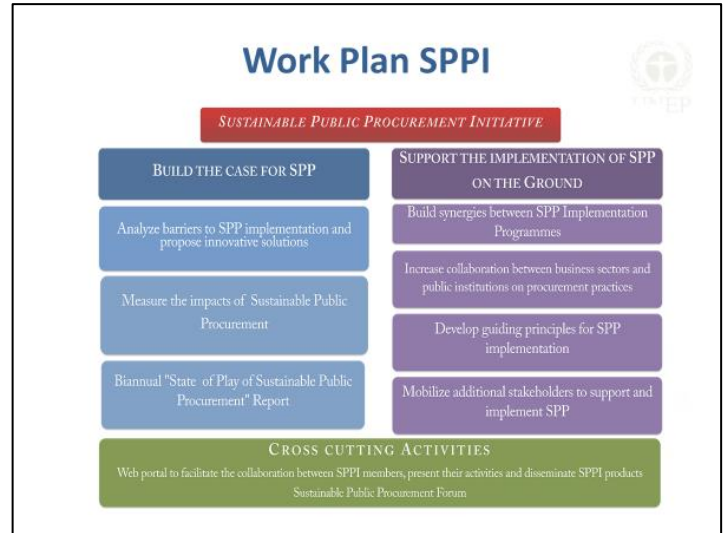 Work Plan SPPI
UNEP
SUSTAINABLE PUBLIC PROCUREMENT INITIATIVE
BUILD THE CASE FOR SPP
Analyze barriers to SPP implementation and
propose innovative solutions
Measure the impacts of Sustainable Public
Procurement
Biannual "State of Play of Sustainable Public
Procurement" Report
SUPPORT THE IMPLEMENTATION OF SPP
ON THE GROUND
Build synergies between SPP Implementation
Programmes
Increase collaboration between business sectors and
public institutions on procurement practices
Develop guiding principles for SPP
implementation
Mobilize additional stakeholders to support and
implement SPP
CROSS CUTTING ACTIVITIES
Web portal to facilitate the collaboration between SPPI members, present their activities and disseminate SPPI products
Sustainable Public Procurement Forum